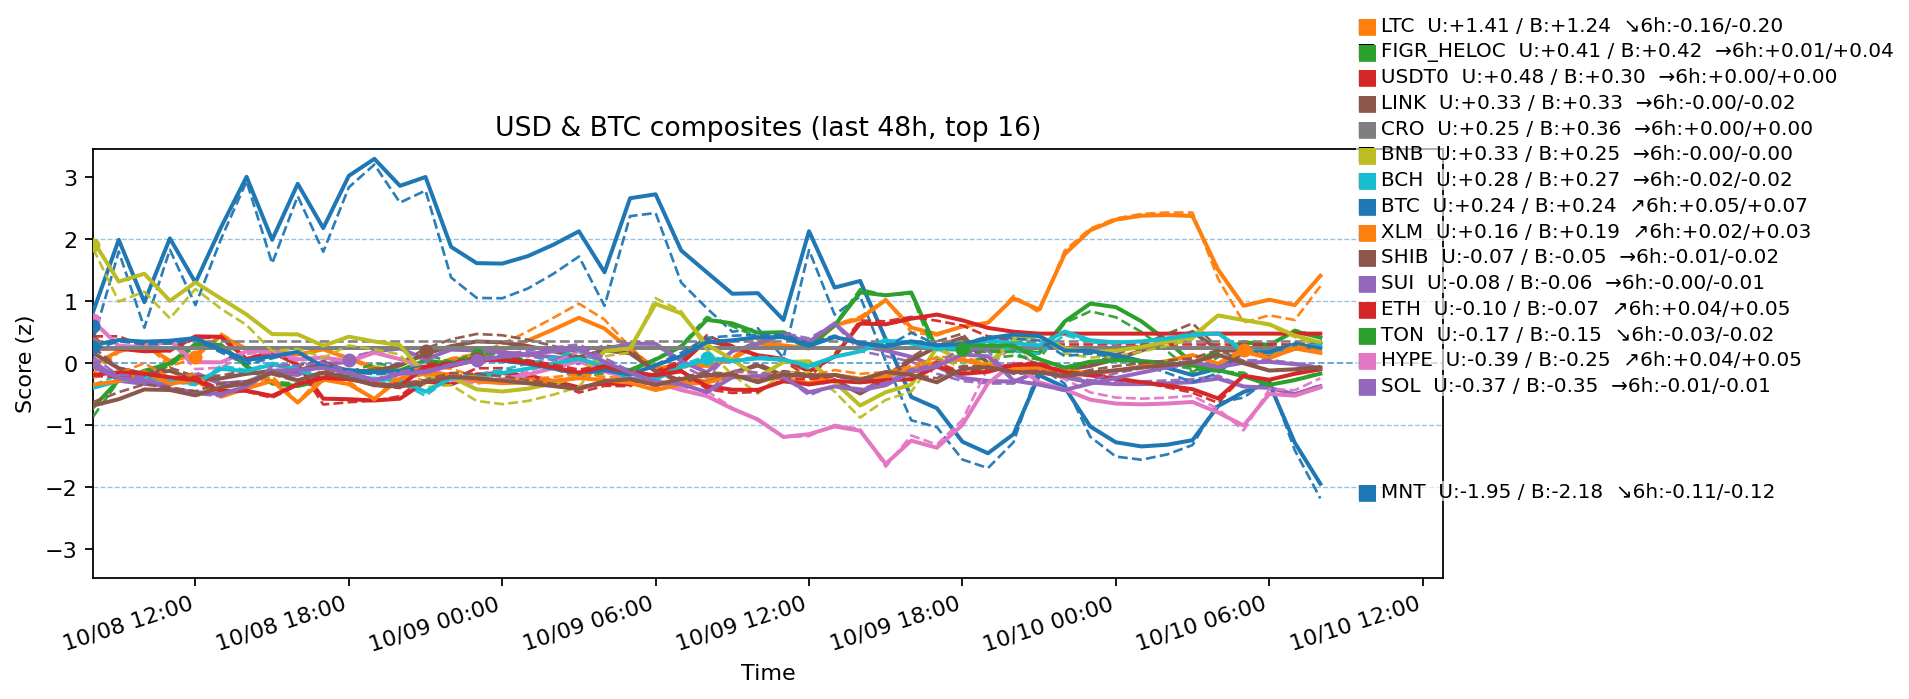 LTC  U:+1.41 / B:+1.24  ↘6h:-0.16/-0.20
FIGR_HELOC  U:+0.41 / B:+0.42  →6h:+0.01/+0.04
USDT0  U:+0.48 / B:+0.30  →6h:+0.00/+0.00
LINK  U:+0.33 / B:+0.33  →6h:-0.00/-0.02
CRO  U:+0.25 / B:+0.36  →6h:+0.00/+0.00
BNB  U:+0.33 / B:+0.25  →6h:-0.00/-0.00
BCH  U:+0.28 / B:+0.27  →6h:-0.02/-0.02
BTC  U:+0.24 / B:+0.24  ↗6h:+0.05/+0.07
XLM  U:+0.16 / B:+0.19  ↗6h:+0.02/+0.03
SHIB  U:-0.07 / B:-0.05  →6h:-0.01/-0.02
SUI  U:-0.08 / B:-0.06  →6h:-0.00/-0.01
ETH  U:-0.10 / B:-0.07  ↗6h:+0.04/+0.05
TON  U:-0.17 / B:-0.15  ↘6h:-0.03/-0.02
HYPE  U:-0.39 / B:-0.25  ↗6h:+0.04/+0.05
SOL  U:-0.37 / B:-0.35  →6h:-0.01/-0.01
MNT  U:-1.95 / B:-2.18  ↘6h:-0.11/-0.12
USD & BTC composites (last 48h, top 16)
Score (z)
3
2
1
0
−1
−2
−3
10/08 12:00
10/08 18:00
10/09 00:00
10/09 06:00
10/09 12:00
10/09 18:00
10/10 00:00
10/10 06:00
10/10 12:00
Time